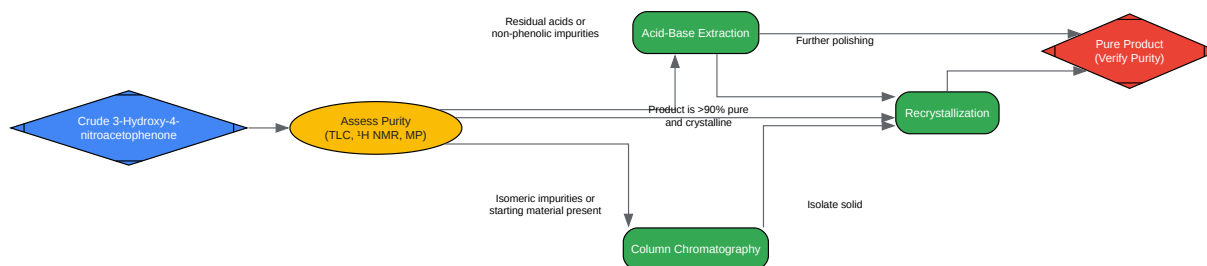 Residual acids or
non-phenolic impurities
Acid-Base Extraction
Further polishing
Pure Product
(Verify Purity)
Crude 3-Hydroxy-4-
nitroacetophenone
Assess Purity
(TLC, ¹H NMR, MP)
Product is >90% pure
and crystalline
Recrystallization
Isomeric impurities or
starting material present
Isolate solid
Column Chromatography